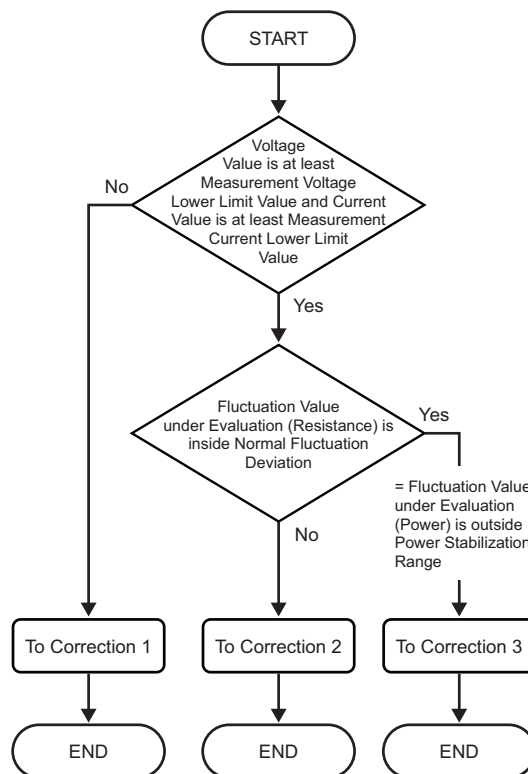 START
Voltage
Value is at least
Measurement Voltage
Lower Limit Value and Current
Value is at least Measurement
Current Lower Limit
Value
No
Yes
Fluctuation Value
under Evaluation (Resistance) is
inside Normal Fluctuation
Deviation
Yes
= Fluctuation Value
under Evaluation
(Power) is outside
Power Stabilization
Range
No
To Correction 1
To Correction 2
To Correction 3
END
END
END